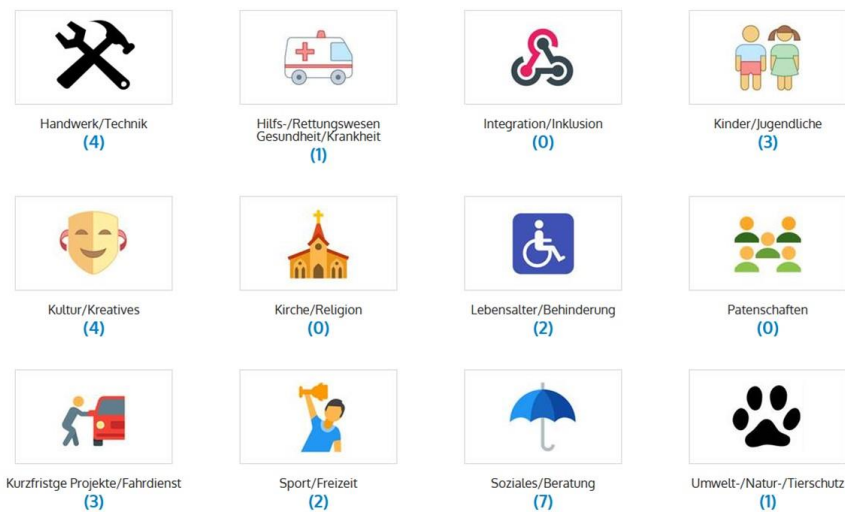 Handwerk/Technik
(4)
Hilfs-/Rettungswesen
Gesundheit/Krankheit
(1)
Integration/Inklusion
(0)
Kinder/Jugendliche
(3)
Kultur/Kreatives
(4)
Kirche/Religion
(0)
Lebensalter/Behinderung
(2)
Patenschaften
(0)
Kurzfristge Projekte/Fahrdienst
(3)
Sport/Freizeit
(2)
Soziales/Beratung
(7)
Umwelt-/Natur-/Tierschutz
(1)